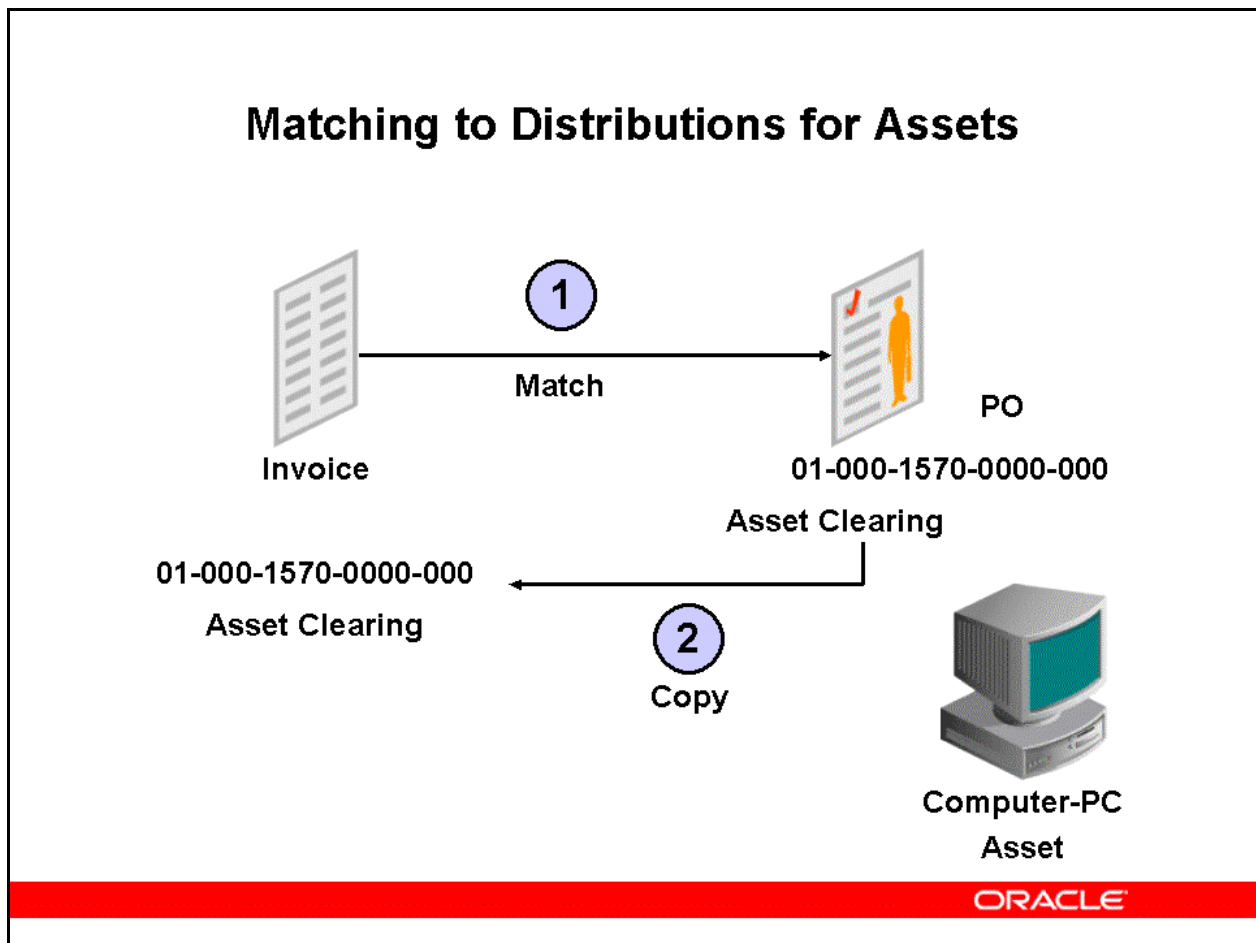 Matching to Distributions for Assets
1
Match
Invoice
PO
01-000-1570-0000-000
Asset Clearing
01-000-1570-0000-000
Asset Clearing
2
Copy
Computer-PC
Asset
ORACLE